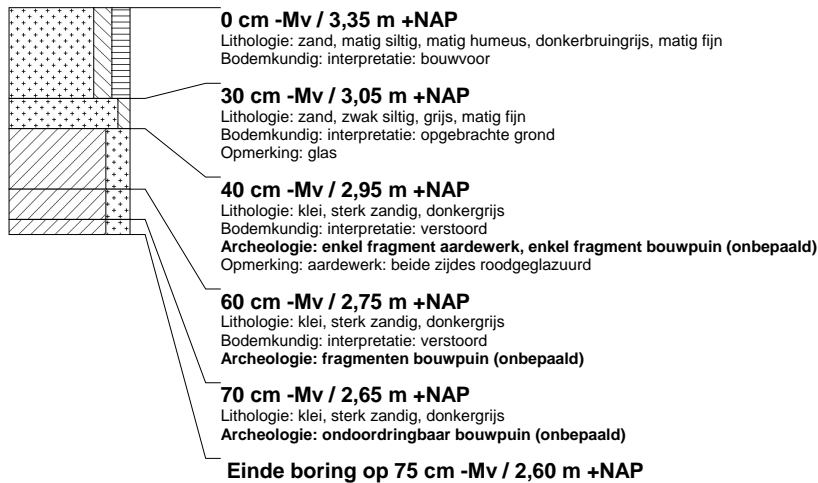 0 cm -Mv / 3,35 m +NAP
Lithologie: zand, matig siltig, matig humeus, donkerbruingrijs, matig fijn
Bodemkundig: interpretatie: bouwvoor
30 cm -Mv / 3,05 m +NAP
Lithologie: zand, zwak siltig, grijs, matig fijn
Bodemkundig: interpretatie: opgebrachte grond
Opmerking: glas
40 cm -Mv / 2,95 m +NAP
Lithologie: klei, sterk zandig, donkergrijs
Bodemkundig: interpretatie: verstoord
Archeologie: enkel fragment aardewerk, enkel fragment bouwpuin (onbepaald)
Opmerking: aardewerk: beide zijdes roodgeglazuurd
60 cm -Mv / 2,75 m +NAP
Lithologie: klei, sterk zandig, donkergrijs
Bodemkundig: interpretatie: verstoord
Archeologie: fragmenten bouwpuin (onbepaald)
70 cm -Mv / 2,65 m +NAP
Lithologie: klei, sterk zandig, donkergrijs
Archeologie: ondoordringbaar bouwpuin (onbepaald)
Einde boring op 75 cm -Mv / 2,60 m +NAP